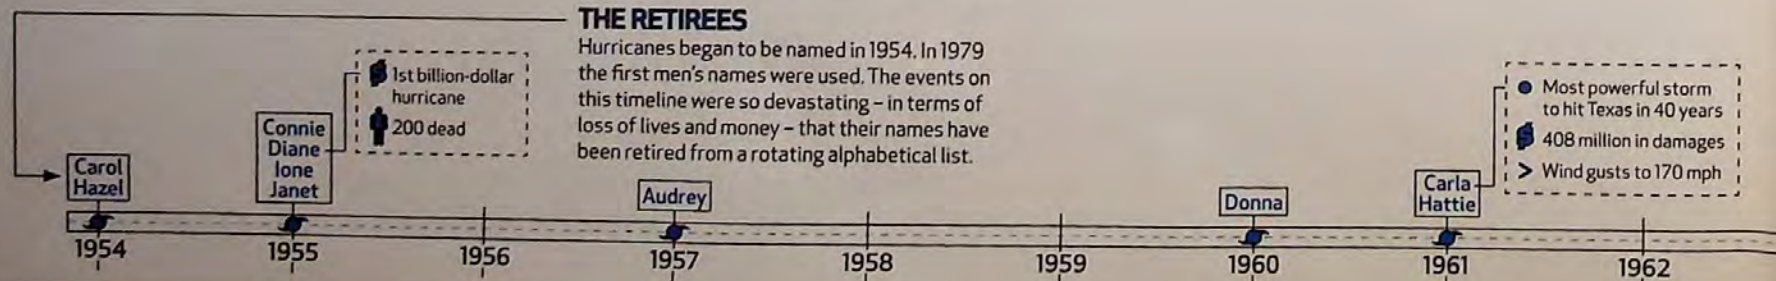 THE RETIREES
Hurricanes began to be named in 1954. In 1979
the first men's names were used. The events on
this timeline were so devastating – in terms of
loss of lives and money – that their names have
been retired from a rotating alphabetical list.
Carol
Hazel
Connie
Diane
Ione
Janet
$ 1st billion-dollar
hurricane
200 dead
Audrey
Donna
Carla
Hattie
Most powerful storm
to hit Texas in 40 years
$ 408 million in damages
> Wind gusts to 170 mph
1954
1955
1956
1957
1958
1959
1960
1961
1962